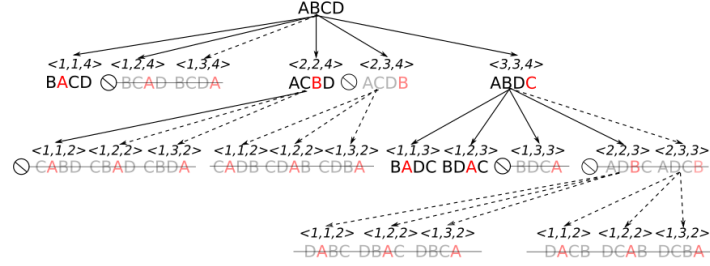 ABCD
<1,1,4> <1,2,4> <1,3,4> <2,2,4> <2,3,4> <3,3,4>
BACD BCAD BCDA ACBD ACDB ABDC
<1,1,2> <1,2,2> <1,3,2> <1,1,2> <1,2,2> <1,3,2> <1,1,3> <1,2,3> <1,3,3> <2,2,3> <2,3,3>
CABD CBAD CBDA CADB CDAB CDBA BADC BDAC BDCA ADBC ADCB
<1,1,2> <1,2,2> <1,3,2> <1,1,2> <1,2,2> <1,3,2>
DABC DBAC DBCA DACB DCAB DCBA